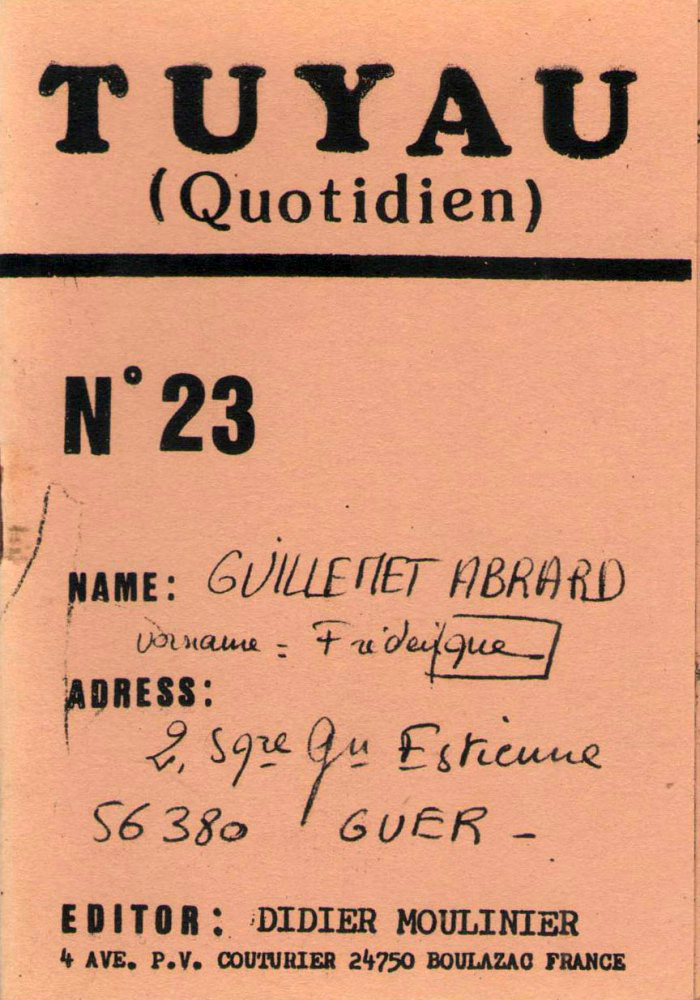 TUYAU
(Quotidien)
N° 23
NAME: GUILLEMET ABRARD
vorname = Frédérique
ADRESS:
2, Sqre Gn Estienne
56380 GUER -
EDITOR: DIDIER MOULINIER
4 AVE. P.V. COUTURIER 24750 BOULAZAC FRANCE